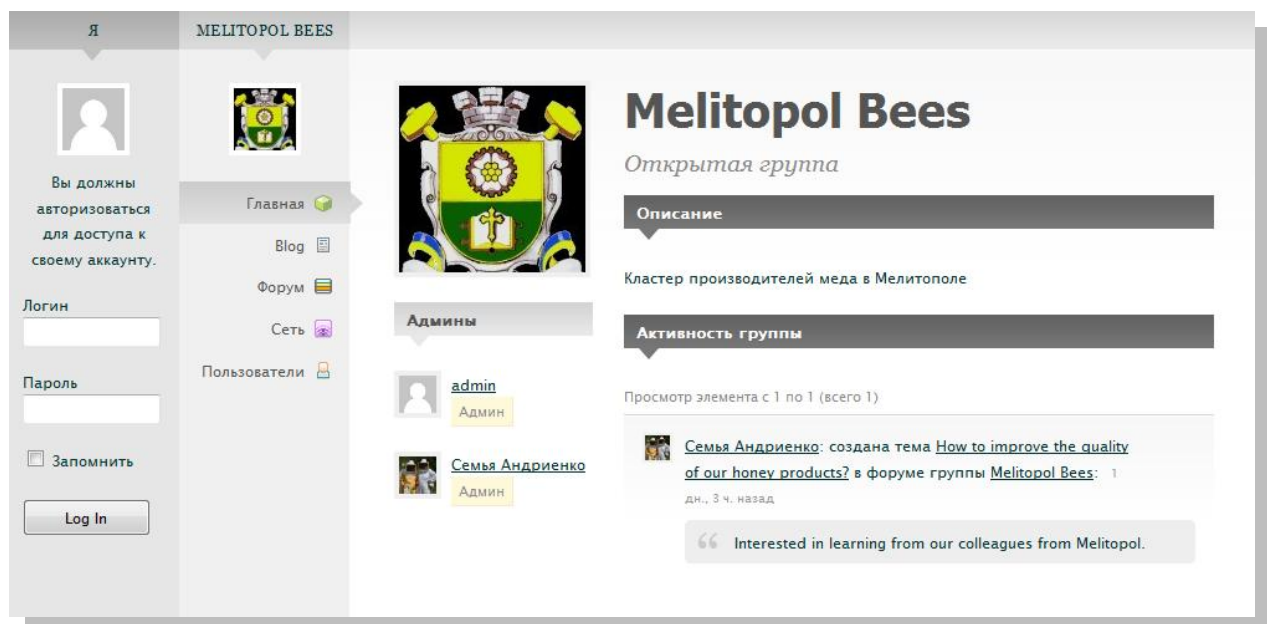 Я
MELITOPOL BEES
Вы должны
авторизоваться
для доступа к
своему аккаунту.
Логин
Пароль
Запомнить
Log In
Главная
Blog
Форум
Сеть
Пользователи
Админы
admin
Админ
Семья Андриенко
Админ
Melitopol Bees
Открытая группа
Описание
Кластер производителей меда в Мелитополе
Активность группы
Просмотр элемента с 1 по 1 (всего 1)
Семья Андриенко: создана тема How to improve the quality
of our honey products? в форуме группы Melitopol Bees: 1
дн., 3 ч. назад
Interested in learning from our colleagues from Melitopol.